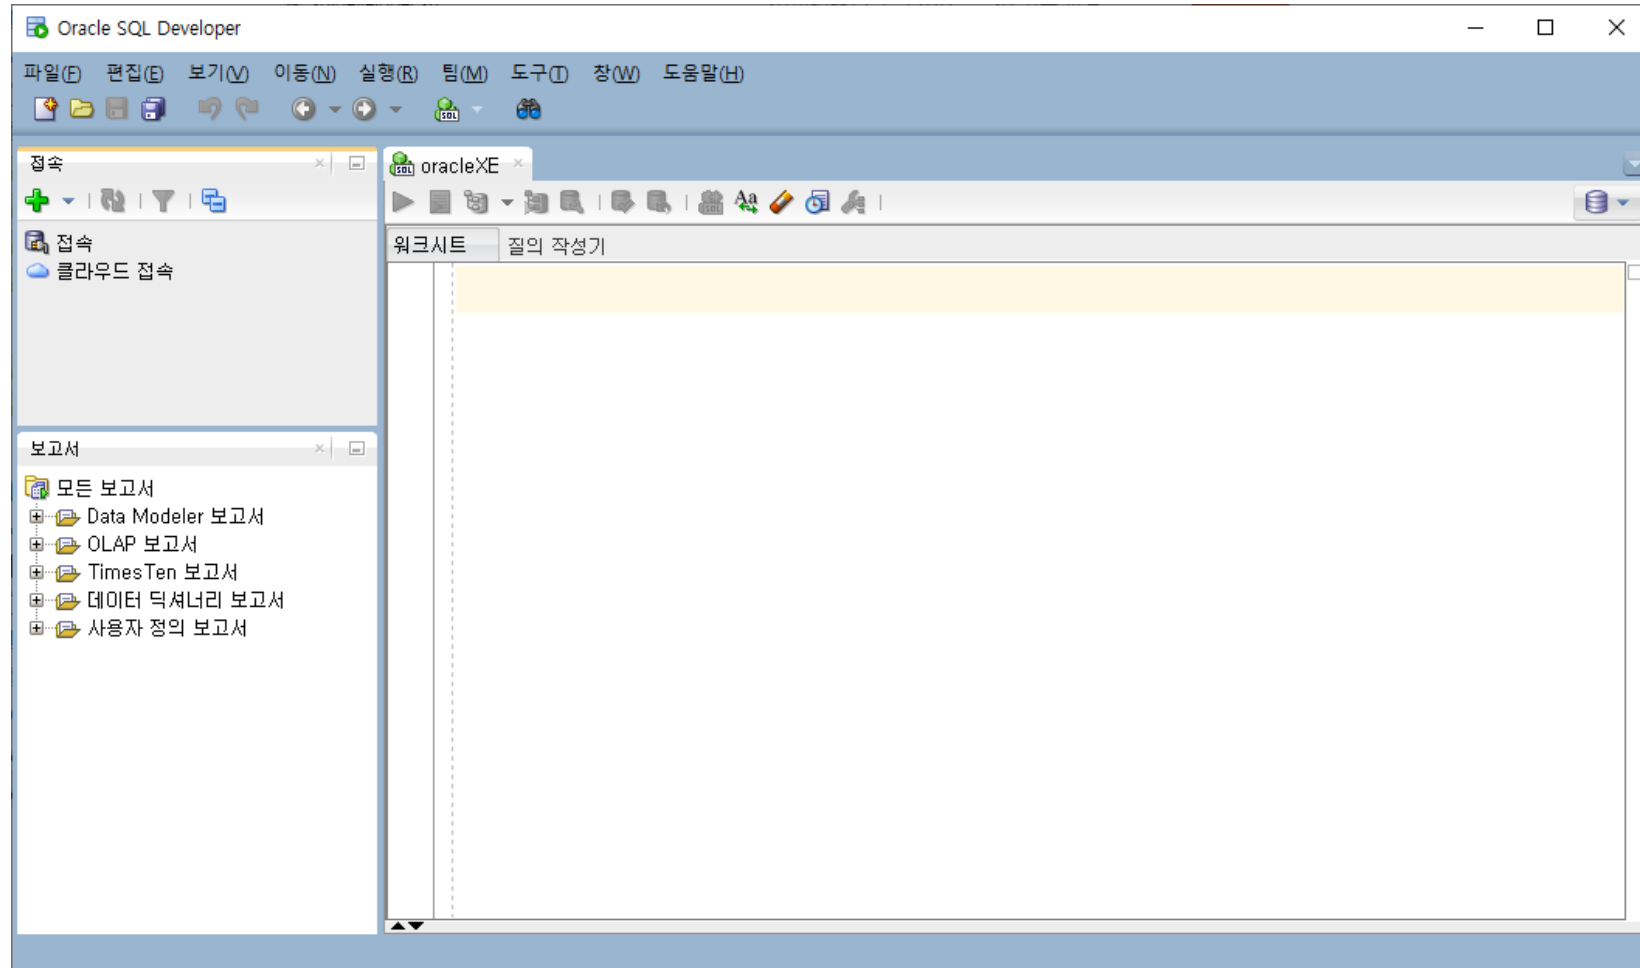 Oracle SQL Developer
파일(F) 편집(E) 보기(V) 이동(N) 실행(R) 팀(M) 도구(T) 창(W) 도움말(H)
접속
oracleXE
워크시트 질의 작성기
접속
클라우드 접속
보고서
모든 보고서
Data Modeler 보고서
OLAP 보고서
TimesTen 보고서
데이터 딕셔너리 보고서
사용자 정의 보고서